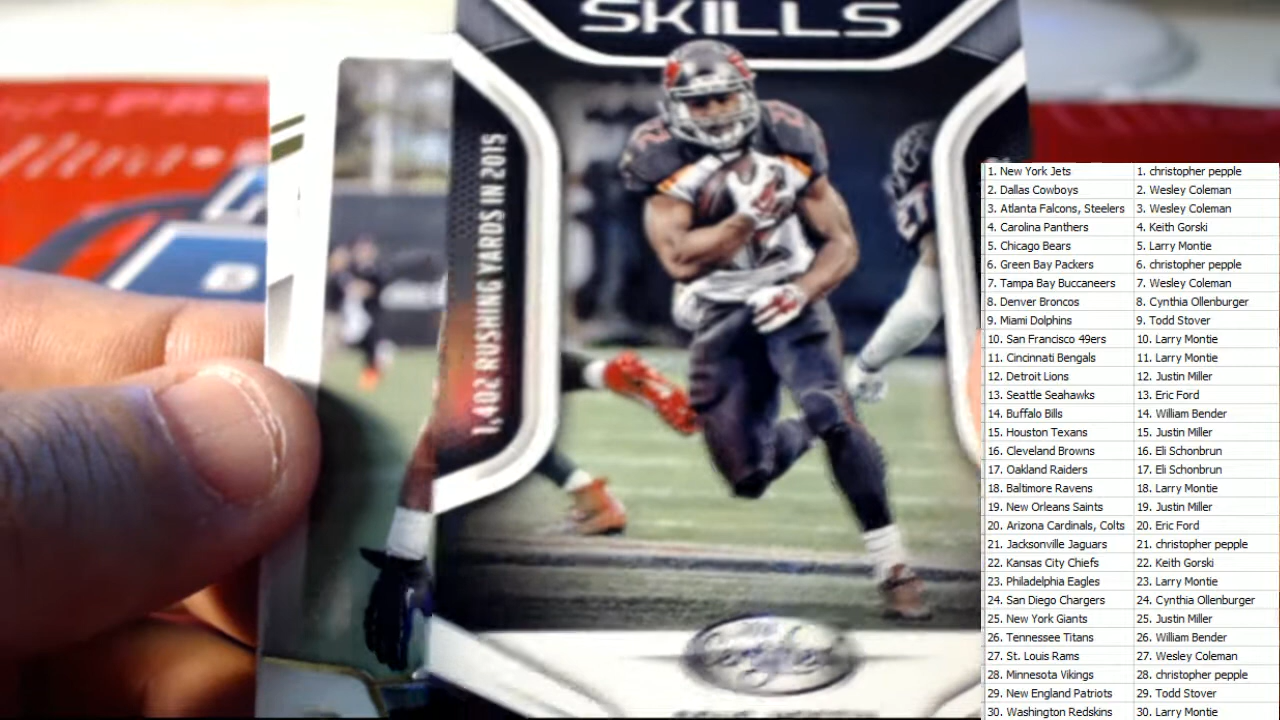 SKILLS
1,402 RUSHING YARDS IN 2015
1. New York Jets 1. christopher pepple
2. Dallas Cowboys 2. Wesley Coleman
3. Atlanta Falcons, Steelers 3. Wesley Coleman
4. Carolina Panthers 4. Keith Gorski
5. Chicago Bears 5. Larry Montie
6. Green Bay Packers 6. christopher pepple
7. Tampa Bay Buccaneers 7. Wesley Coleman
8. Denver Broncos 8. Cynthia Ollenburger
9. Miami Dolphins 9. Todd Stover
10. San Francisco 49ers 10. Larry Montie
11. Cincinnati Bengals 11. Larry Montie
12. Detroit Lions 12. Justin Miller
13. Seattle Seahawks 13. Eric Ford
14. Buffalo Bills 14. William Bender
15. Houston Texans 15. Justin Miller
16. Cleveland Browns 16. Eli Schonbrun
17. Oakland Raiders 17. Eli Schonbrun
18. Baltimore Ravens 18. Larry Montie
19. New Orleans Saints 19. Justin Miller
20. Arizona Cardinals, Colts 20. Eric Ford
21. Jacksonville Jaguars 21. christopher pepple
22. Kansas City Chiefs 22. Keith Gorski
23. Philadelphia Eagles 23. Larry Montie
24. San Diego Chargers 24. Cynthia Ollenburger
25. New York Giants 25. Justin Miller
26. Tennessee Titans 26. William Bender
27. St. Louis Rams 27. Wesley Coleman
28. Minnesota Vikings 28. christopher pepple
29. New England Patriots 29. Todd Stover
30. Washington Redskins 30. Larry Montie